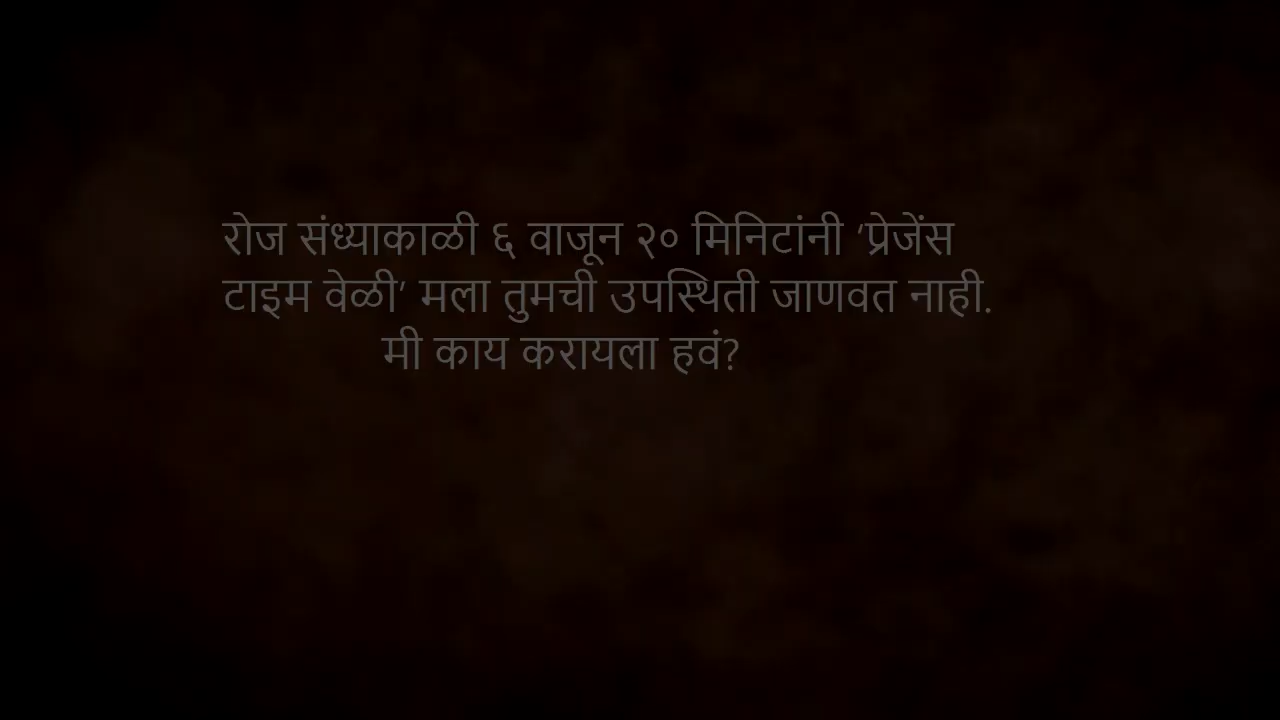 रोज संध्याकाळी ६ वाजून २० मिनिटांनी ‘प्रेजेंस
टाइम वेळी’ मला तुमची उपस्थिती जाणवत नाही.
मी काय करायला हवं?